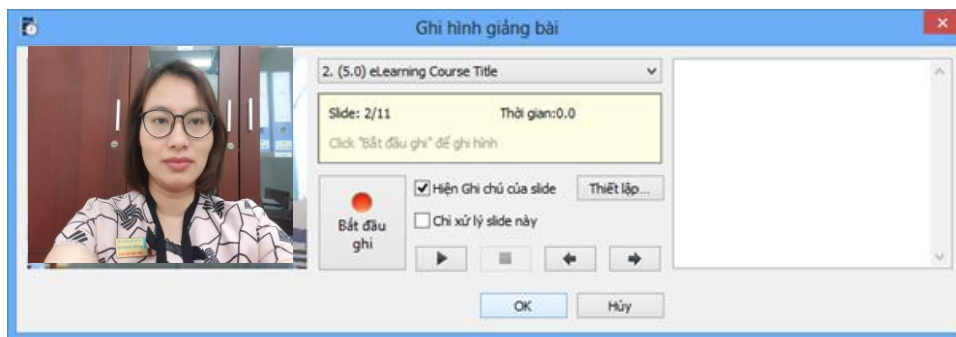 Ghi hình giảng bài
2. (5.0) eLearning Course Title
Slide: 2/11 Thời gian:0.0
Click "Bắt đầu ghi" để ghi hình
Hiện Ghi chú của slide Thiết lập...
Chỉ xử lý slide này
Bắt đầu
ghi
OK Hủy